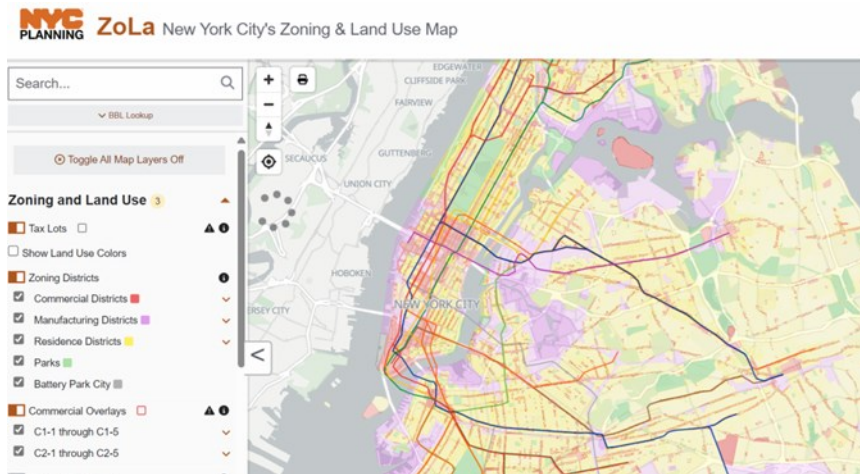 NYC PLANNING
ZoLa New York City's Zoning & Land Use Map
Search...
BBL Lookup
Toggle All Map Layers Off
Zoning and Land Use 3
Tax Lots
Show Land Use Colors
Zoning Districts
Commercial Districts
Manufacturing Districts
Residence Districts
Parks
Battery Park City
Commercial Overlays
C1-1 through C1-5
C2-1 through C2-5
EDGEWATER
CLIFFSIDE PARK
FAIRVIEW
SECAUCUS
GUTTENBERG
UNION CITY
HOBOKEN
NEW YORK CITY
ERSEY CITY